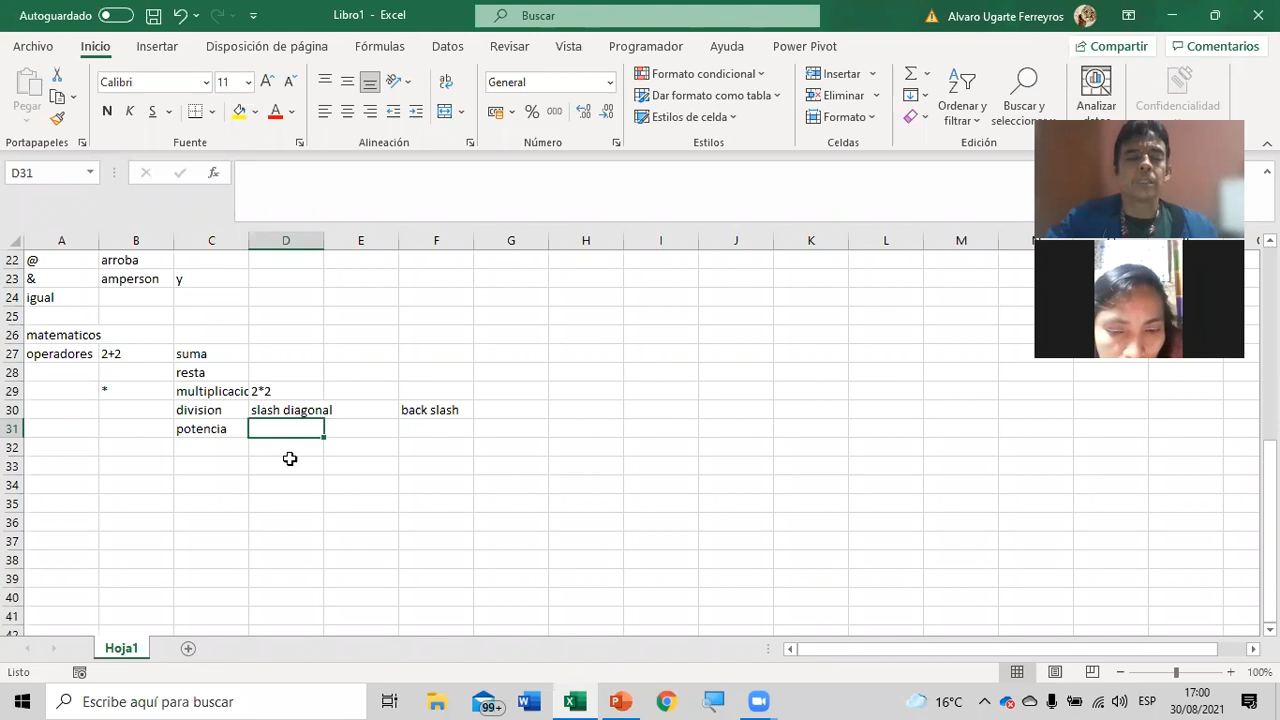 Autoguardado
Libro1 - Excel
Buscar
Alvaro Ugarte Ferreyros
Archivo Inicio Insertar Disposición de página Fórmulas Datos Revisar Vista Programador Ayuda Power Pivot
Compartir Comentarios
Pegar
Calibri 11
N K S
General
% 000
Formato condicional
Dar formato como tabla
Estilos de celda
Insertar
Eliminar
Formato
Ordenar y filtrar
Buscar y seleccionar
Analizar datos
Confidencialidad
Portapapeles Fuente Alineación Número Estilos Celdas Edición
D31 fx
A B C D E F G H I J K L M
22 @ arroba
23 & amperson y
24 igual
25
26 matematicos
27 operadores 2+2 suma
28 resta
29 * multiplicacic 2*2
30 division slash diagonal back slash
31 potencia
32
33
34
35
36
37
38
39
40
41
42
Hoja1
Listo
100%
Escribe aquí para buscar
99+
16°C
ESP
17:00
30/08/2021